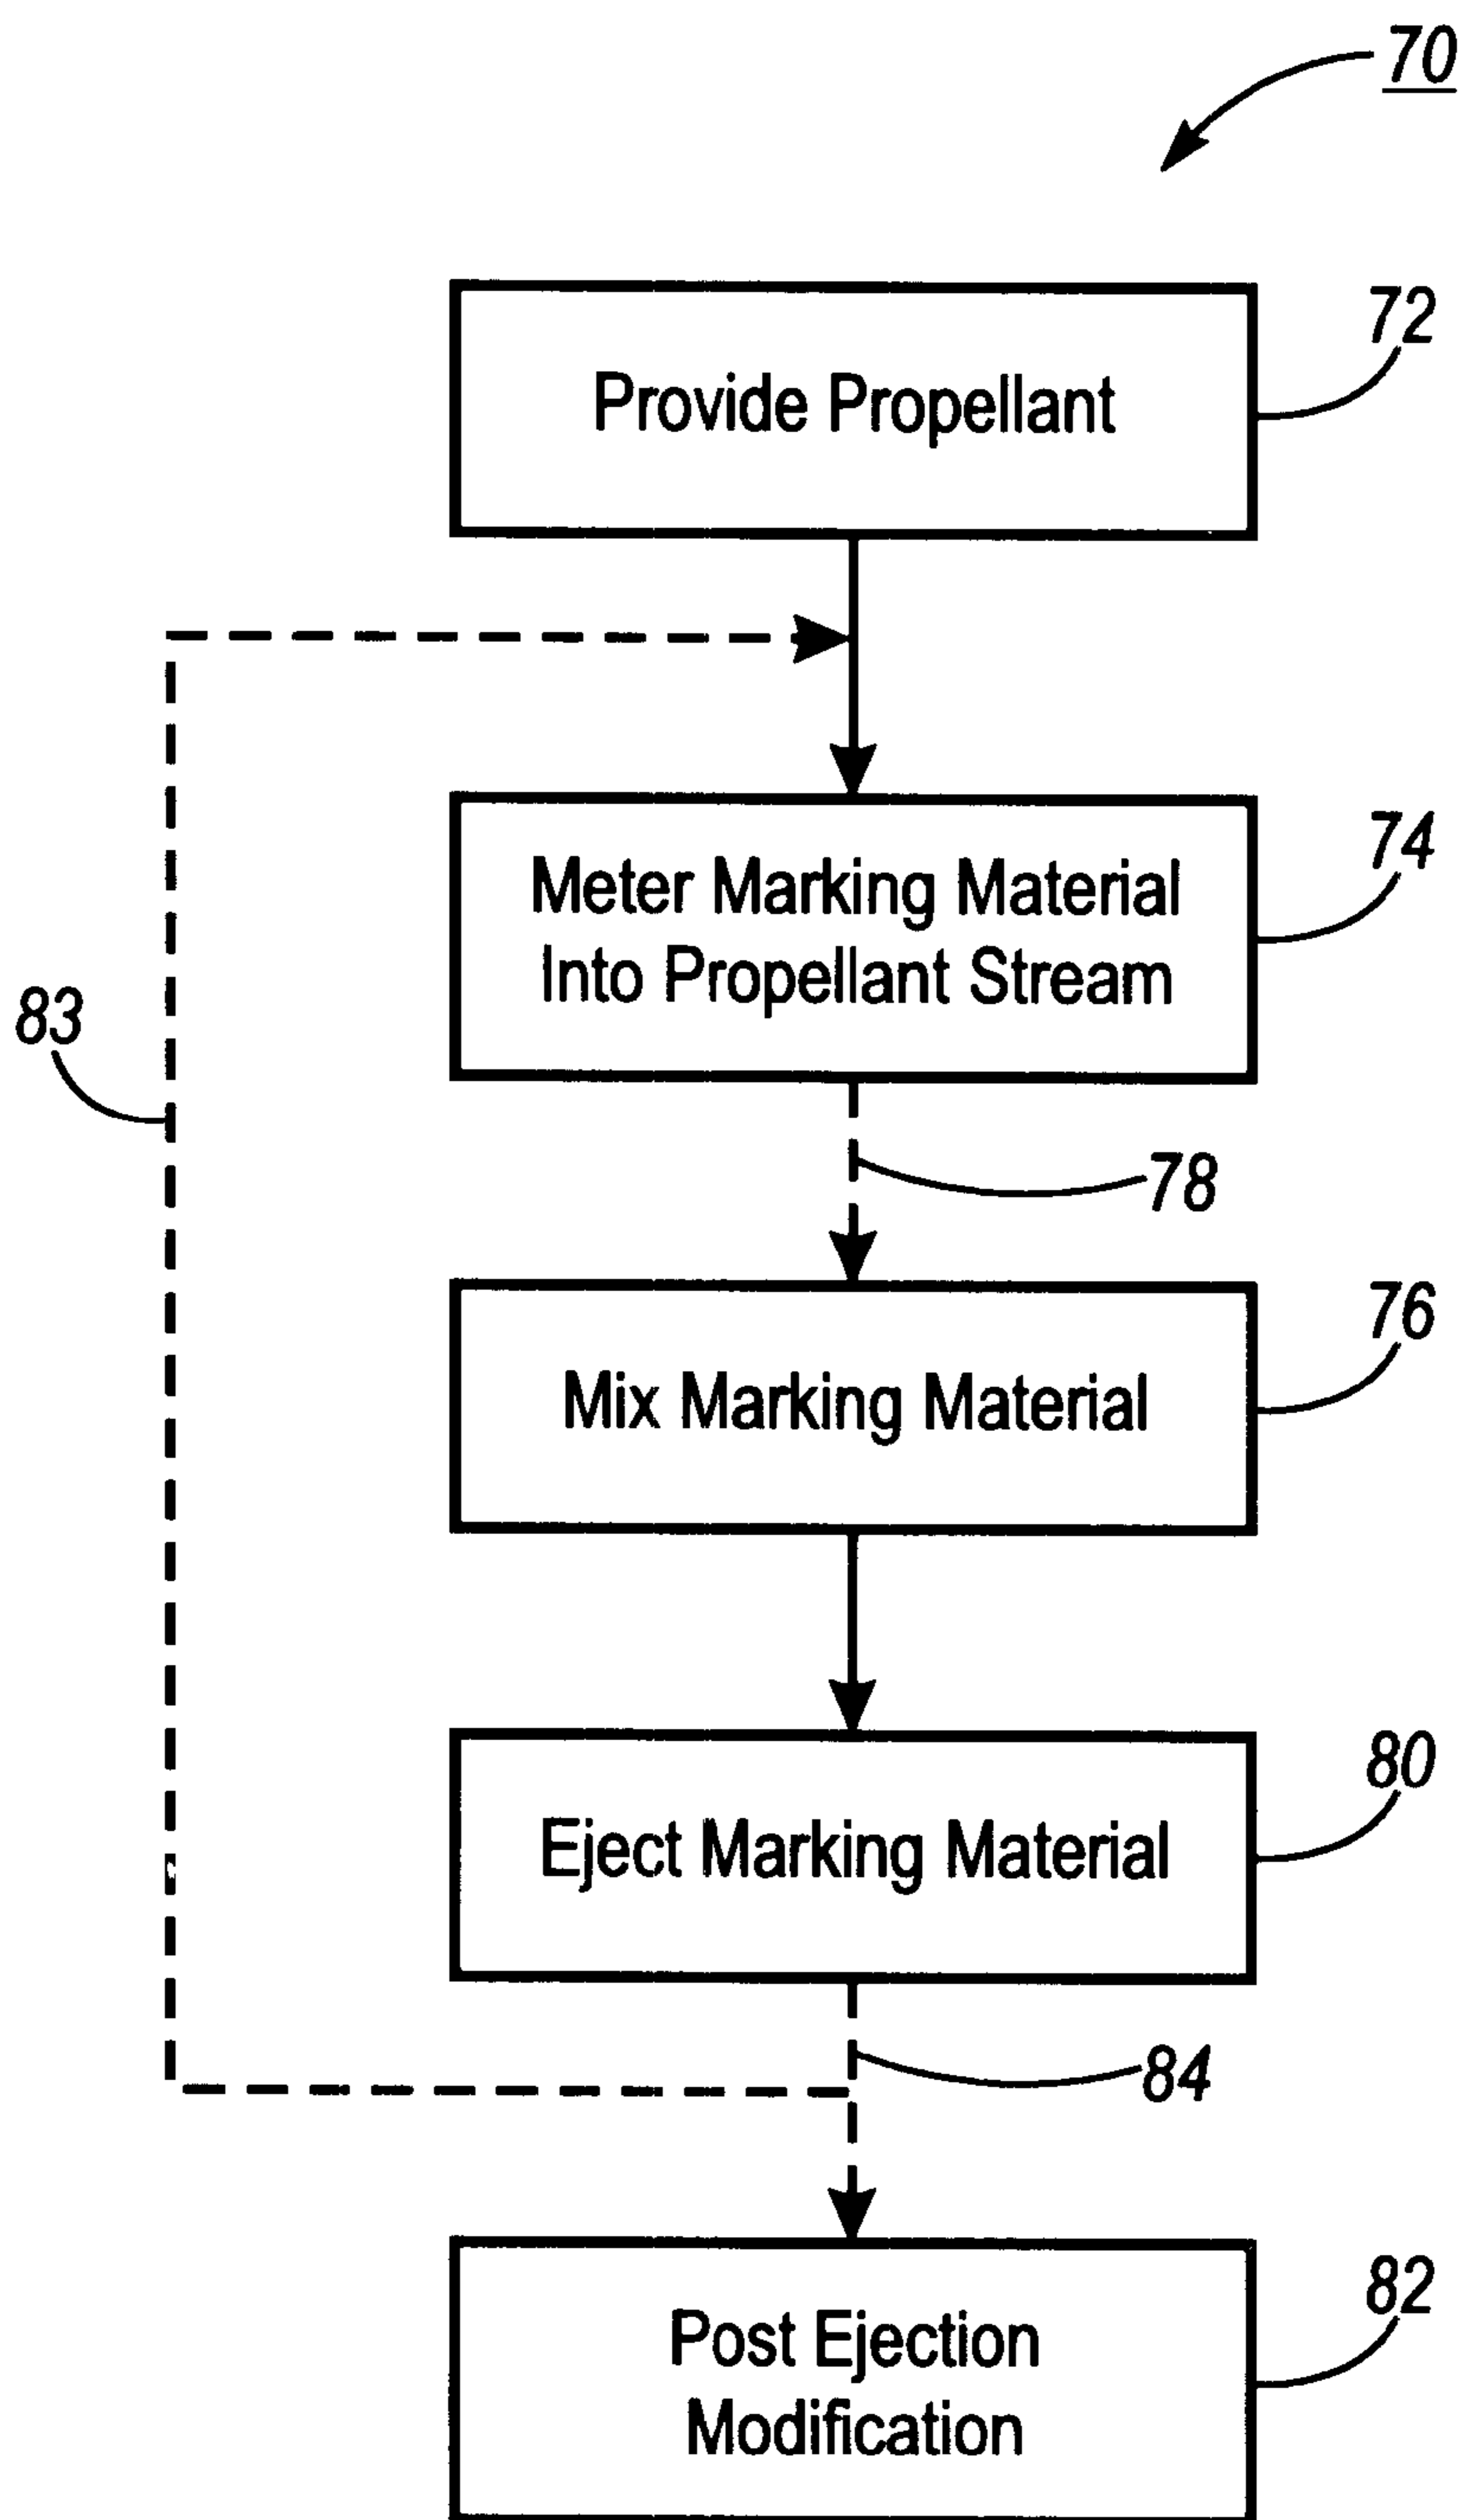 70
Provide Propellant
72
Meter Marking Material
Into Propellant Stream
74
83
78
Mix Marking Material
76
Eject Marking Material
80
84
Post Ejection
Modification
82